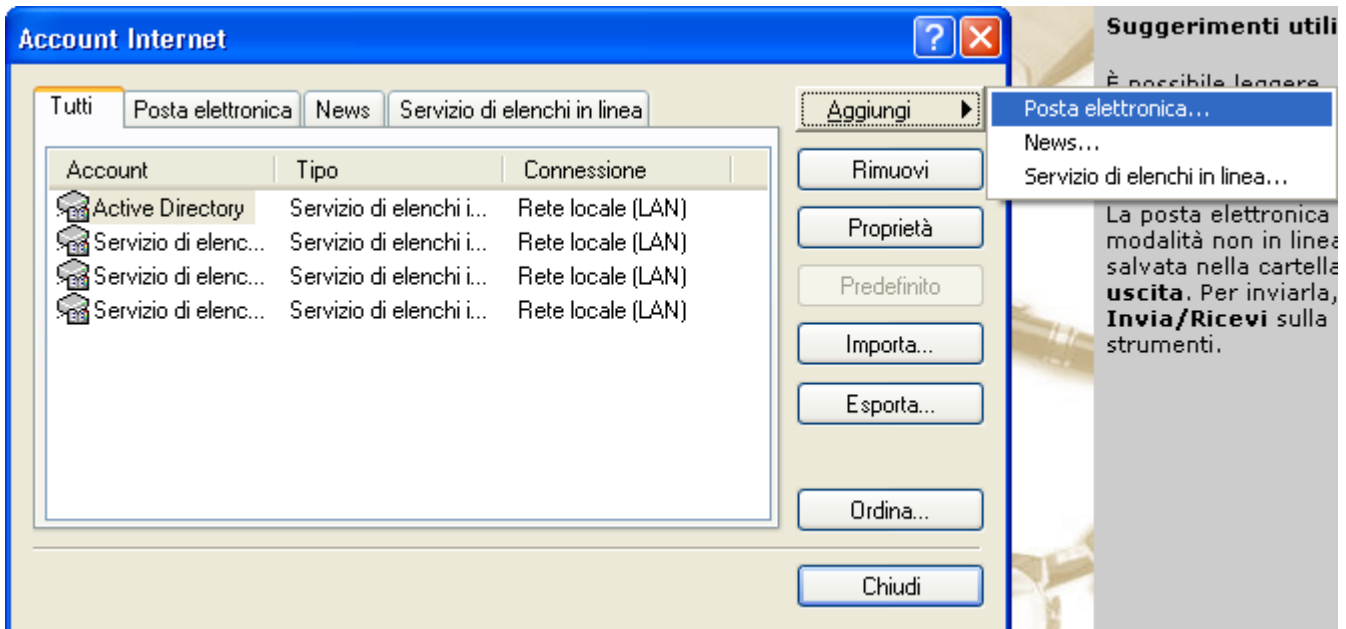 Account Internet
Tutti
Posta elettronica
News
Servizio di elenchi in linea
Account Tipo Connessione
Active Directory Servizio di elenchi i... Rete locale (LAN)
Servizio di elenc... Servizio di elenchi i... Rete locale (LAN)
Servizio di elenc... Servizio di elenchi i... Rete locale (LAN)
Servizio di elenc... Servizio di elenchi i... Rete locale (LAN)
Aggiungi
Rimuovi
Proprietà
Predefinito
Importa...
Esporta...
Ordina...
Chiudi
Posta elettronica...
News...
Servizio di elenchi in linea...
Suggerimenti utili
È possibile leggere
La posta elettronica
modalità non in linea
salvata nella cartella
uscita. Per inviarla,
Invia/Ricevi sulla
strumenti.